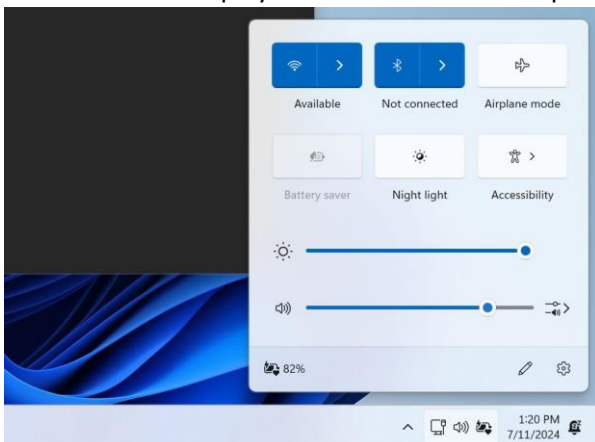 Available Not connected Airplane mode
Battery saver Night light Accessibility
82%
1:20 PM
7/11/2024